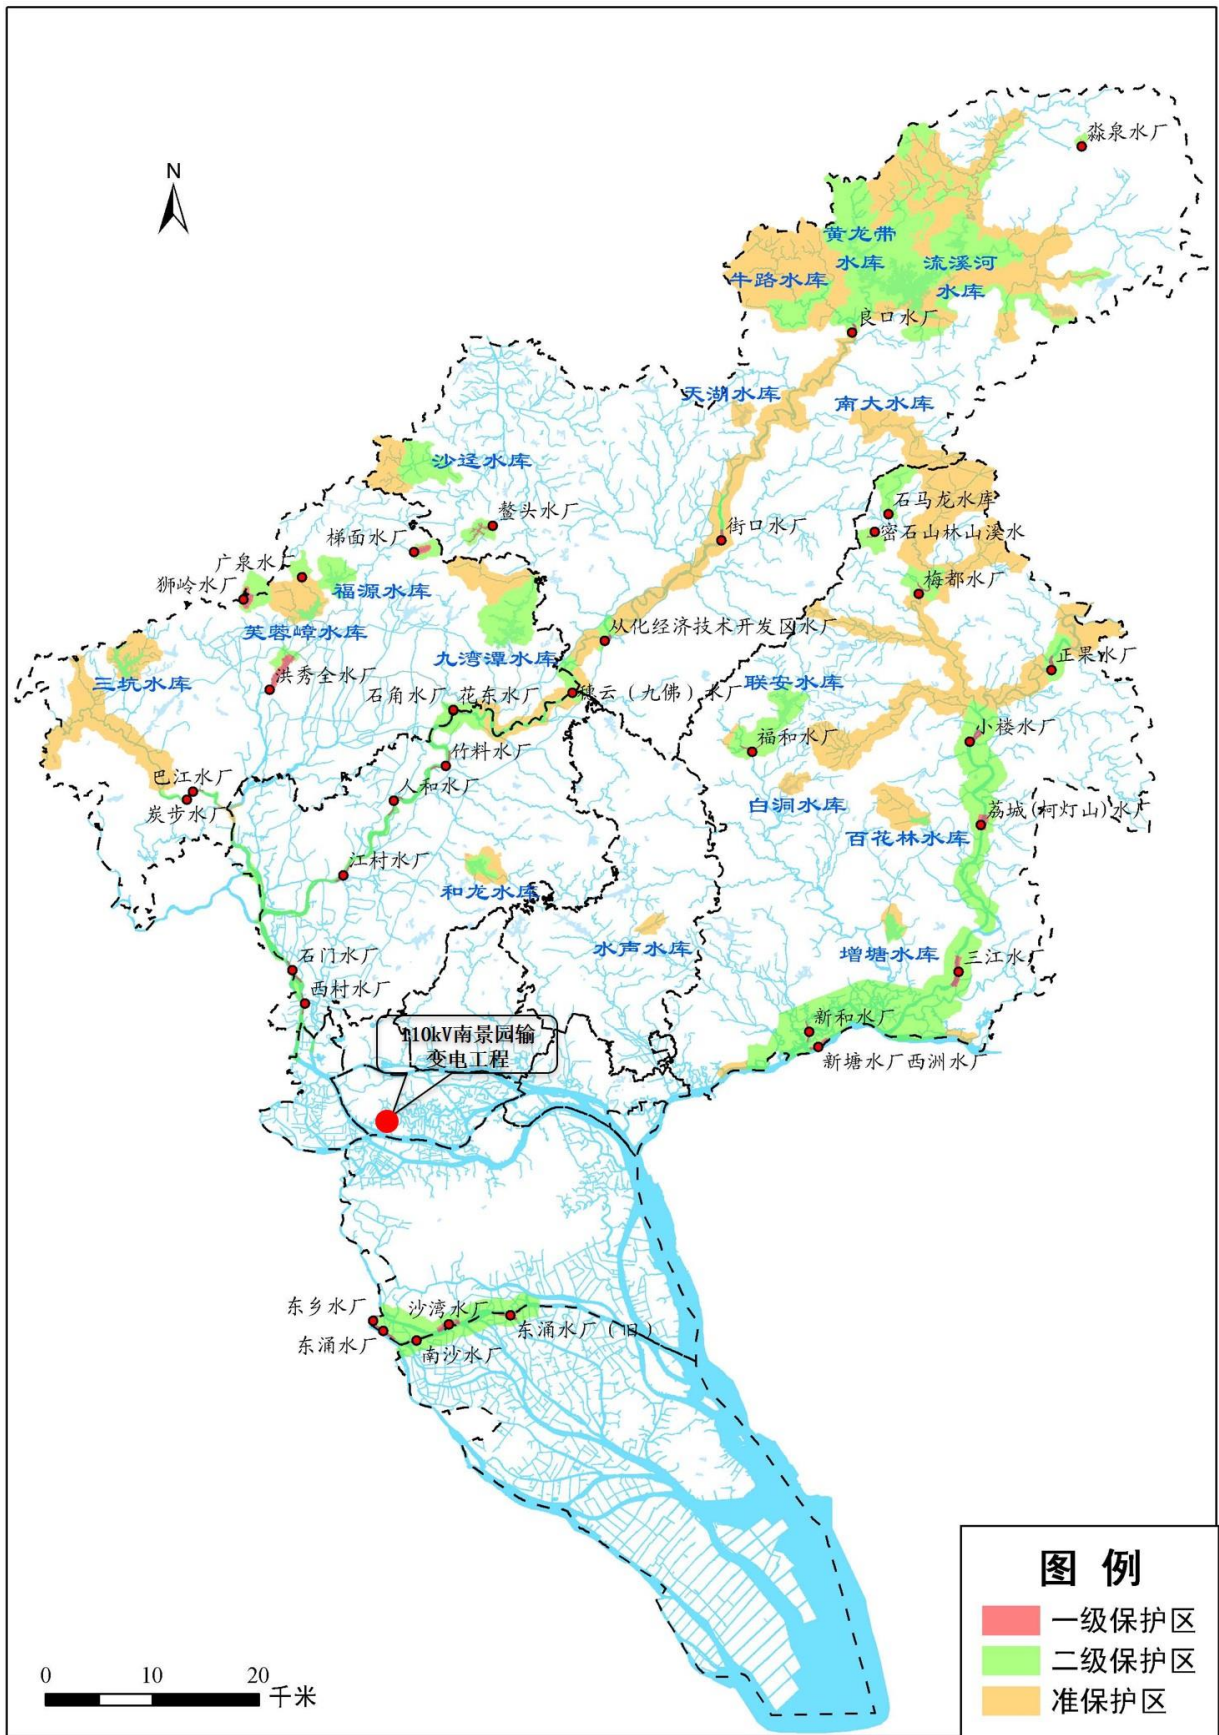 N
淼泉水厂
黄龙带
水库
流溪河
水库
牛路水库
良口水厂
天湖水库
南大水库
沙迳水库
石马龙水库
鳌头水厂
密石山林山溪水
街口水厂
梯面水厂
广泉水厂
狮岭水厂
福源水库
梅都水厂
芙蓉嶂水库
从化经济技术开发区水厂
九湾潭水库
正果水厂
三坑水库
洪秀全水厂
联安水库
石角水厂
花东水厂
穗云（九佛）水厂
小楼水厂
福和水厂
竹料水厂
巴江水厂
人和水厂
白洞水库
炭步水厂
荔城(柯灯山)水厂
百花林水库
江村水厂
和龙水库
水声水库
增塘水库
三江水厂
石门水厂
西村水厂
新和水厂
110kV南景园输
变电工程
新塘水厂西洲水厂
东乡水厂
沙湾水厂
东涌水厂（旧）
东涌水厂
南沙水厂
图 例
一级保护区
二级保护区
准保护区
0 10 20
千米